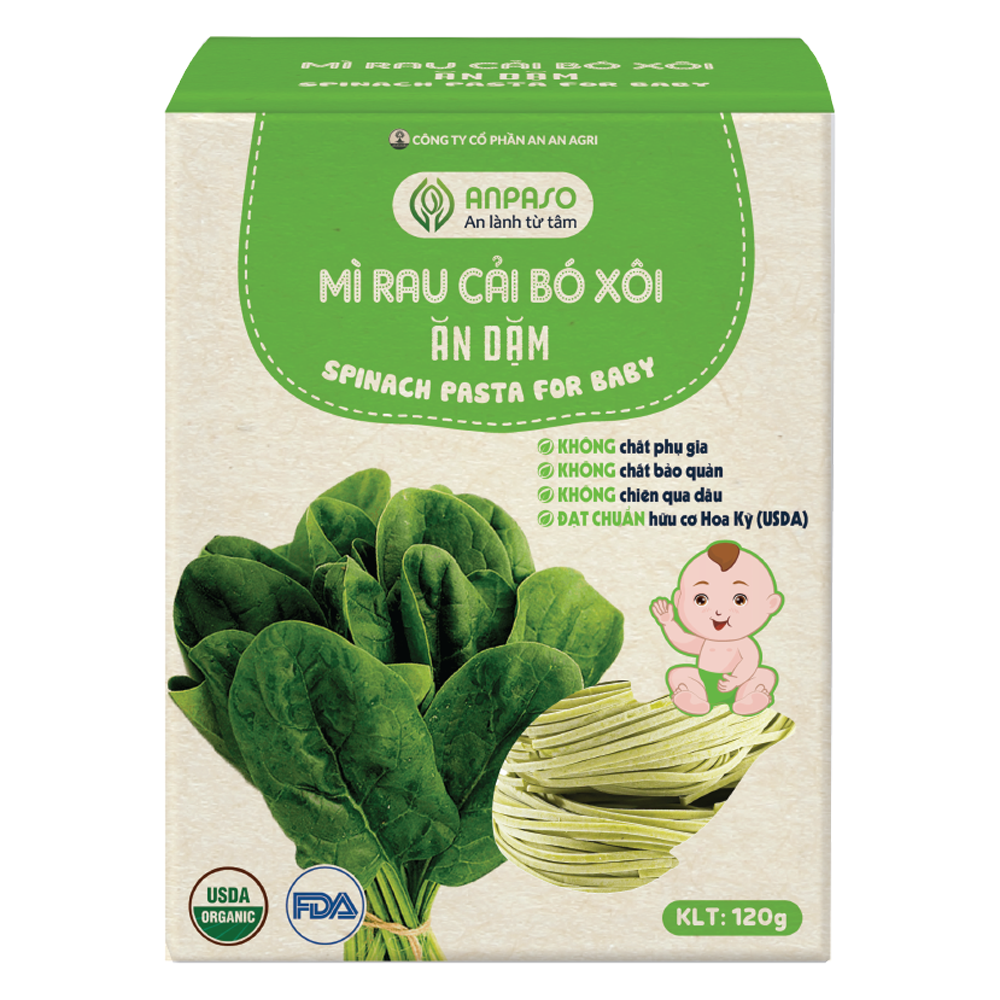 MÌ RAU CẢI BÓ XÔI
ĂN DẶM
SPINACH PASTA FOR BABY
CÔNG TY CỔ PHẦN AN AN AGRI
ANPASO
An lành từ tâm
MÌ RAU CẢI BÓ XÔI
ĂN DẶM
SPINACH PASTA FOR BABY
KHÔNG chất phụ gia
KHÔNG chất bảo quản
KHÔNG chiên qua dầu
ĐẠT CHUẨN hữu cơ Hoa Kỳ (USDA)
USDA
ORGANIC
FDA
KLT: 120g